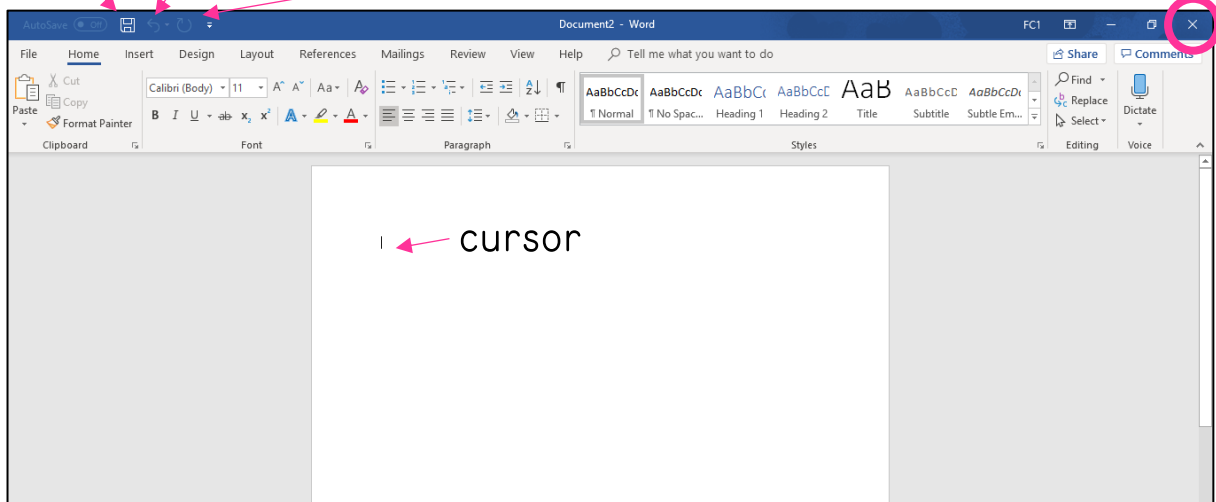 AutoSave Off Document2 - Word FC1
File Home Insert Design Layout References Mailings Review View Help Tell me what you want to do Share Comments
Paste
Cut
Copy
Format Painter
Clipboard
Calibri (Body) 11 A A Aa A
B I U ab x2 x2 A A
Font
Paragraph
AaBbCcDc AaBbCcDc AaBbCc AaBbCcE AaB AaBbCcD AaBbCcDc
¶ Normal ¶ No Spac... Heading 1 Heading 2 Title Subtitle Subtle Em...
Styles
Find
Replace
Select
Editing
Dictate
Voice
cursor